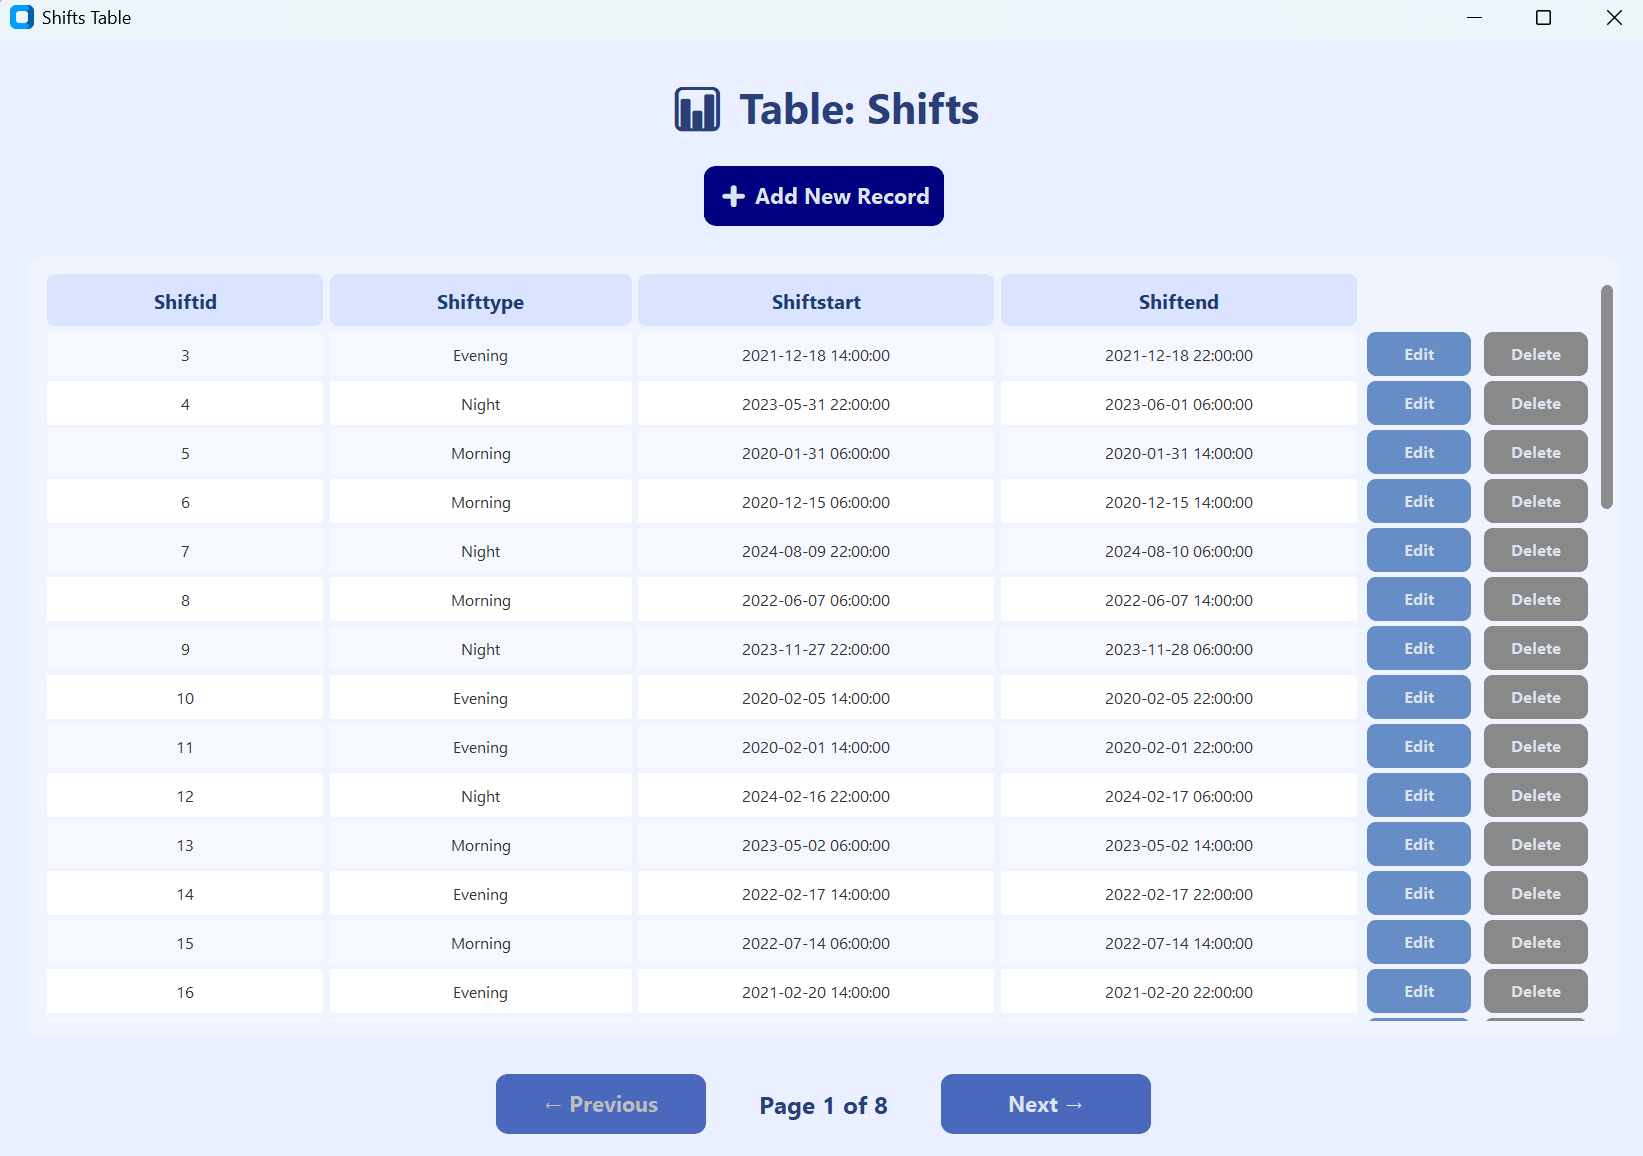 Shifts Table
Table: Shifts
Add New Record
Shiftid Shifttype Shiftstart Shiftend
3 Evening 2021-12-18 14:00:00 2021-12-18 22:00:00 Edit Delete
4 Night 2023-05-31 22:00:00 2023-06-01 06:00:00 Edit Delete
5 Morning 2020-01-31 06:00:00 2020-01-31 14:00:00 Edit Delete
6 Morning 2020-12-15 06:00:00 2020-12-15 14:00:00 Edit Delete
7 Night 2024-08-09 22:00:00 2024-08-10 06:00:00 Edit Delete
8 Morning 2022-06-07 06:00:00 2022-06-07 14:00:00 Edit Delete
9 Night 2023-11-27 22:00:00 2023-11-28 06:00:00 Edit Delete
10 Evening 2020-02-05 14:00:00 2020-02-05 22:00:00 Edit Delete
11 Evening 2020-02-01 14:00:00 2020-02-01 22:00:00 Edit Delete
12 Night 2024-02-16 22:00:00 2024-02-17 06:00:00 Edit Delete
13 Morning 2023-05-02 06:00:00 2023-05-02 14:00:00 Edit Delete
14 Evening 2022-02-17 14:00:00 2022-02-17 22:00:00 Edit Delete
15 Morning 2022-07-14 06:00:00 2022-07-14 14:00:00 Edit Delete
16 Evening 2021-02-20 14:00:00 2021-02-20 22:00:00 Edit Delete
← Previous Page 1 of 8 Next →